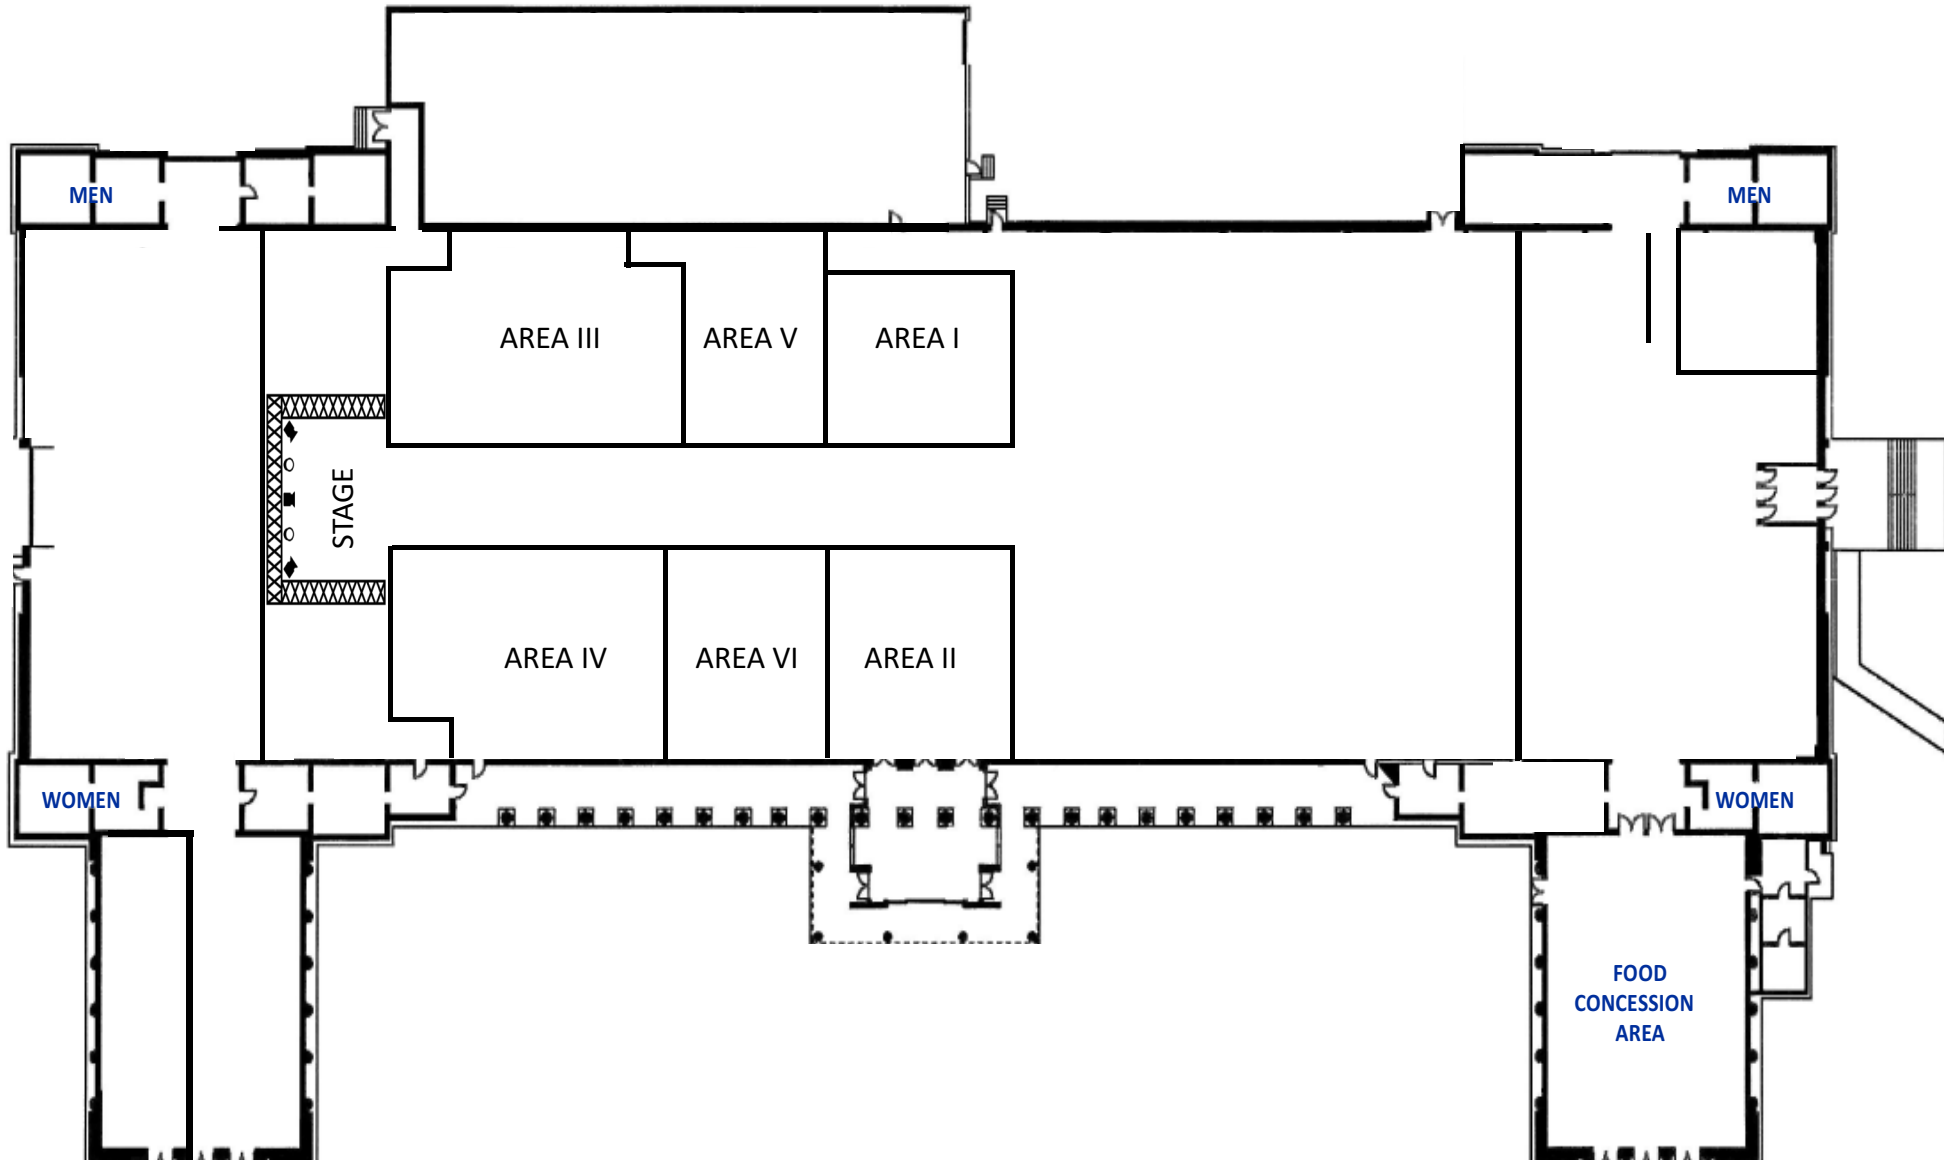 MEN
MEN
AREA III
AREA V
AREA I
STAGE
AREA IV
AREA VI
AREA II
WOMEN
WOMEN
FOOD
CONCESSION
AREA